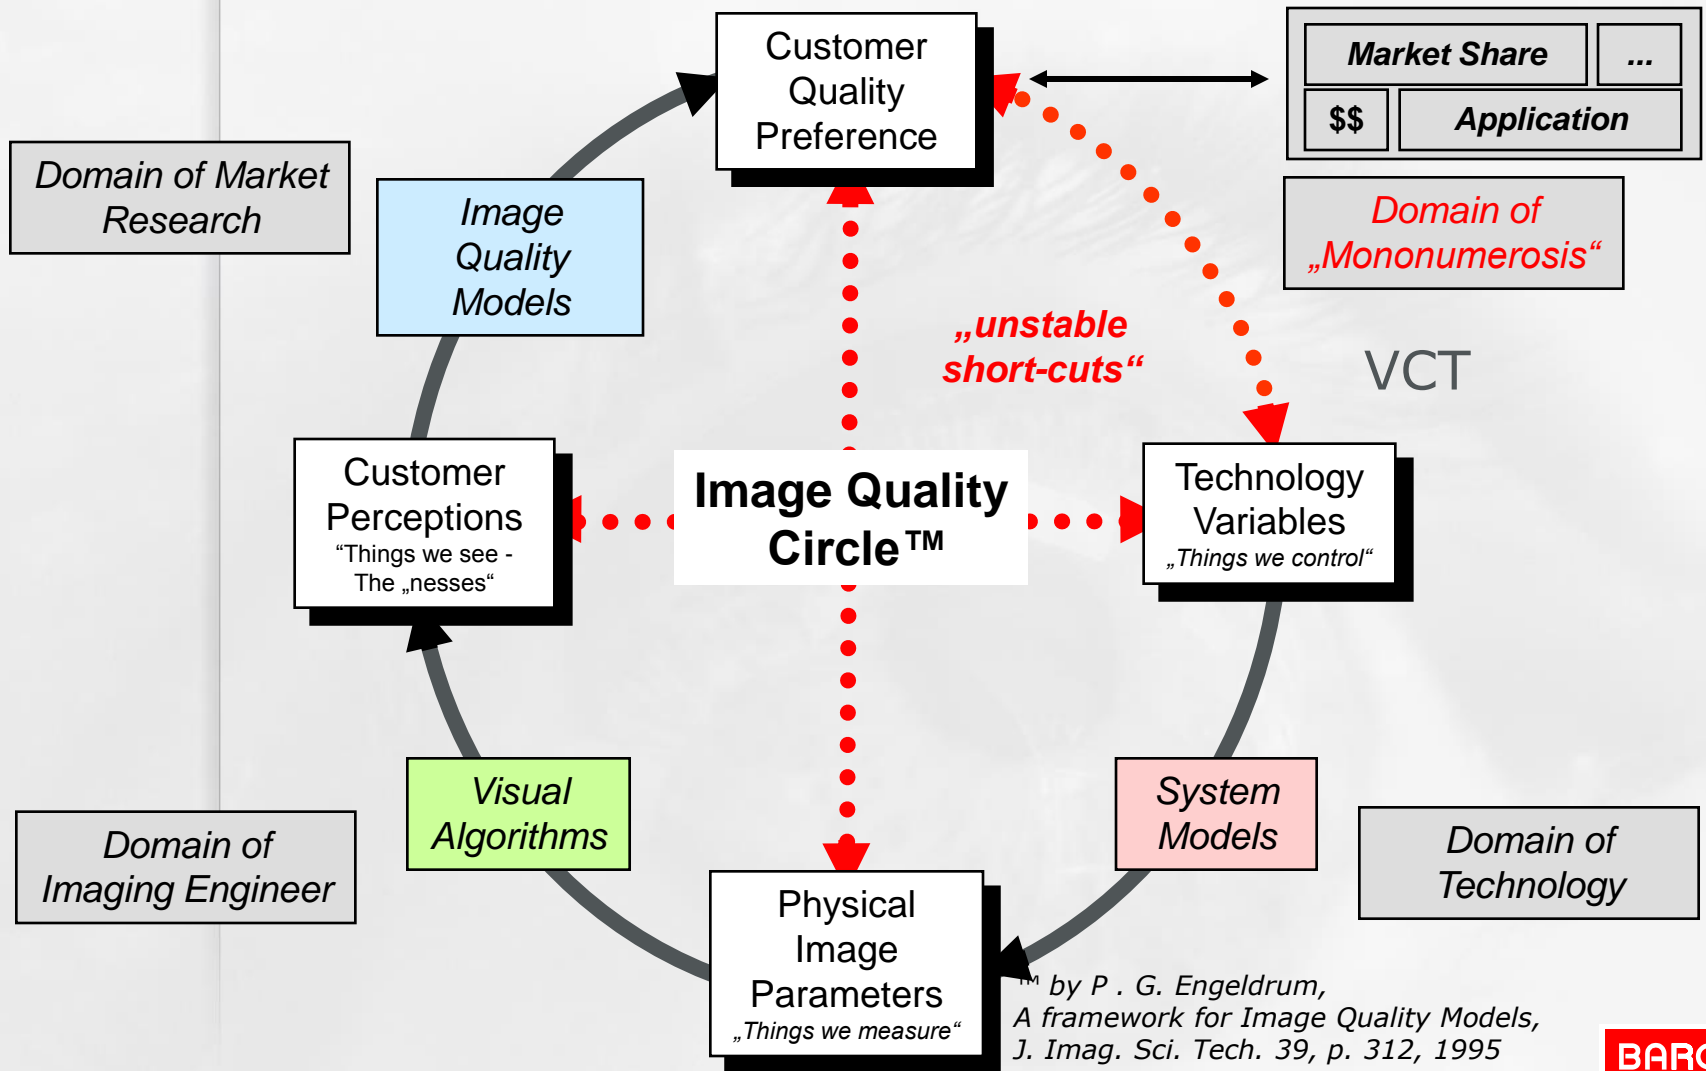 Customer
Quality
Preference
Market Share
...
$$
Application
Domain of Market
Research
Image
Quality
Models
Domain of
„Mononumerosis“
„unstable
short-cuts“
VCT
Customer
Perceptions
“Things we see -
The „nesses“
Image Quality
Circle™
Technology
Variables
„Things we control“
Visual
Algorithms
System
Models
Domain of
Imaging Engineer
Domain of
Technology
Physical
Image
Parameters
„Things we measure“
™ by P . G. Engeldrum,
A framework for Image Quality Models,
J. Imag. Sci. Tech. 39, p. 312, 1995